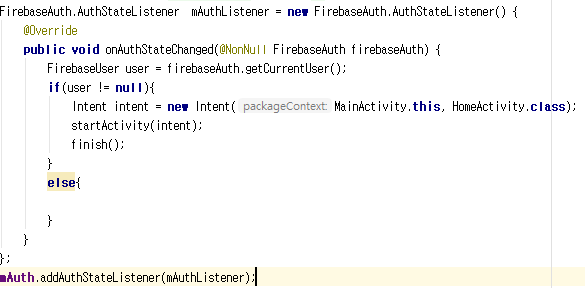 FirebaseAuth.AuthStateListener  mAuthListener = new FirebaseAuth.AuthStateListener() {
    @Override
    public void onAuthStateChanged(@NonNull FirebaseAuth firebaseAuth) {
        FirebaseUser user = firebaseAuth.getCurrentUser();
        if(user != null){
            Intent intent = new Intent( packageContext: MainActivity.this, HomeActivity.class);
            startActivity(intent);
            finish();
        }
        else{
        }
    }
};
mAuth.addAuthStateListener(mAuthListener);